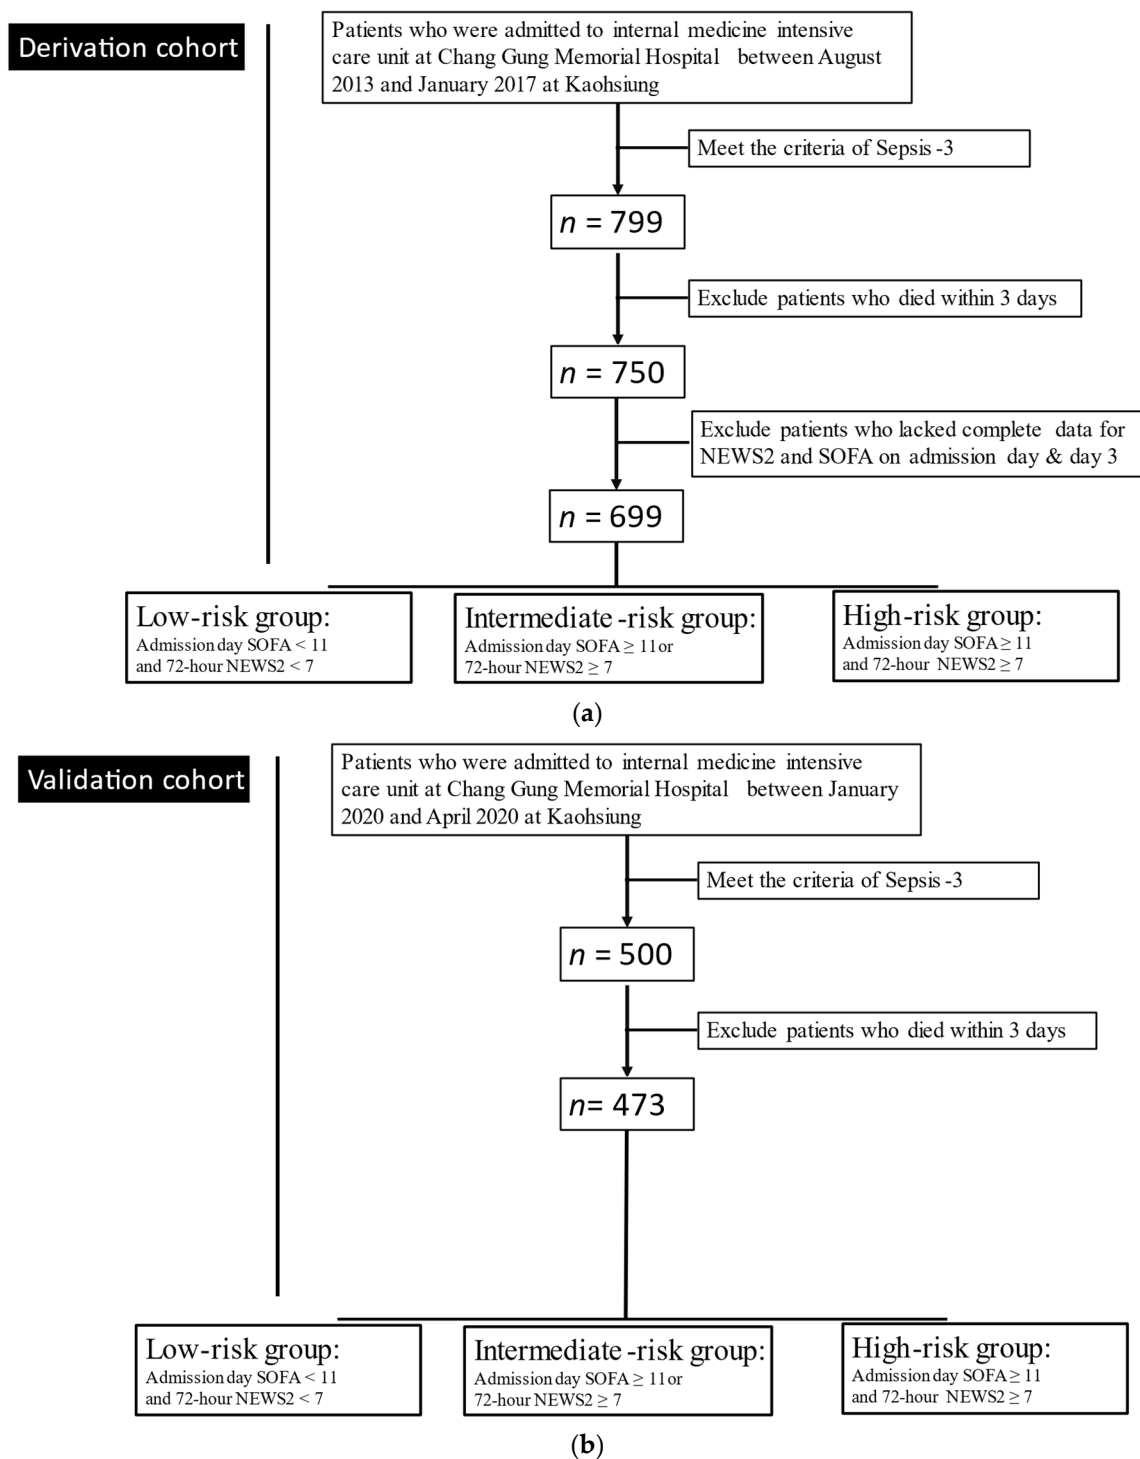 Derivation cohort
Patients who were admitted to internal medicine intensive
care unit at Chang Gung Memorial Hospital between August
2013 and January 2017 at Kaohsiung
Meet the criteria of Sepsis -3
n = 799
Exclude patients who died within 3 days
n = 750
Exclude patients who lacked complete data for
NEWS2 and SOFA on admission day & day 3
n = 699
Low-risk group:
Admission day SOFA < 11
and 72-hour NEWS2 < 7
Intermediate -risk group:
Admission day SOFA ≥ 11 or
72-hour NEWS2 ≥ 7
High-risk group:
Admission day SOFA ≥ 11
and 72-hour NEWS2 ≥ 7
(a)
Validation cohort
Patients who were admitted to internal medicine intensive
care unit at Chang Gung Memorial Hospital between January
2020 and April 2020 at Kaohsiung
Meet the criteria of Sepsis -3
n = 500
Exclude patients who died within 3 days
n= 473
Low-risk group:
Admission day SOFA < 11
and 72-hour NEWS2 < 7
Intermediate -risk group:
Admission day SOFA ≥ 11 or
72-hour NEWS2 ≥ 7
High-risk group:
Admission day SOFA ≥ 11
and 72-hour NEWS2 ≥ 7
(b)